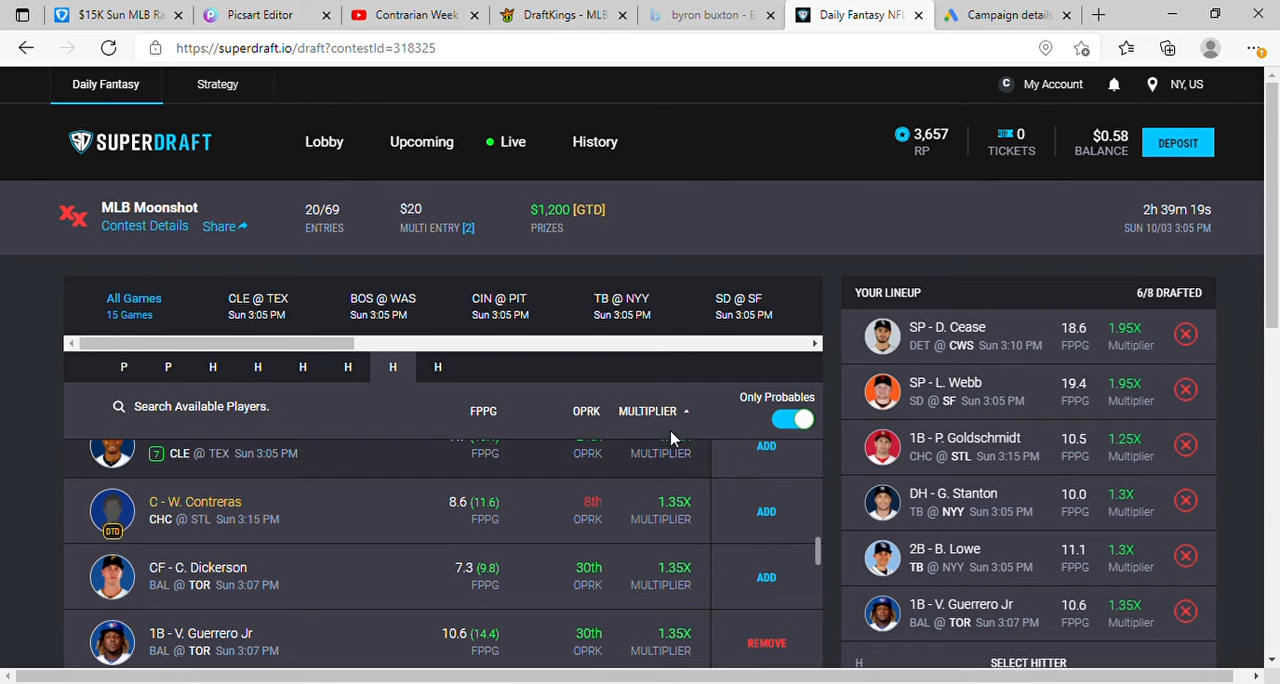 $15K Sun MLB Ra
Picsart Editor
Contrarian Week
DraftKings - MLB
byron buxton - B
Daily Fantasy NFL
Campaign details
https://superdraft.io/draft?contestId=318325
Daily Fantasy
Strategy
C My Account
NY, US
SUPERDRAFT
Lobby
Upcoming
Live
History
3,657
RP
0
TICKETS
$0.58
BALANCE
DEPOSIT
MLB Moonshot
Contest Details Share
20/69
ENTRIES
$20
MULTI ENTRY [2]
$1,200 [GTD]
PRIZES
2h 39m 19s
SUN 10/03 3:05 PM
All Games
15 Games
CLE @ TEX
Sun 3:05 PM
BOS @ WAS
Sun 3:05 PM
CIN @ PIT
Sun 3:05 PM
TB @ NYY
Sun 3:05 PM
SD @ SF
Sun 3:05 PM
P P H H H H H H
Search Available Players.
FPPG
OPRK
MULTIPLIER
Only Probables
7 CLE @ TEX Sun 3:05 PM
FPPG
OPRK
MULTIPLIER
ADD
DTD
C - W. Contreras
CHC @ STL Sun 3:15 PM
8.6 (11.6)
FPPG
8th
OPRK
1.35X
MULTIPLIER
ADD
CF - C. Dickerson
BAL @ TOR Sun 3:07 PM
7.3 (9.8)
FPPG
30th
OPRK
1.35X
MULTIPLIER
ADD
1B - V. Guerrero Jr
BAL @ TOR Sun 3:07 PM
10.6 (14.4)
FPPG
30th
OPRK
1.35X
MULTIPLIER
REMOVE
YOUR LINEUP
6/8 DRAFTED
SP - D. Cease 18.6 1.95X
DET @ CWS Sun 3:10 PM FPPG Multiplier
SP - L. Webb 19.4 1.95X
SD @ SF Sun 3:05 PM FPPG Multiplier
1B - P. Goldschmidt 10.5 1.25X
CHC @ STL Sun 3:15 PM FPPG Multiplier
DH - G. Stanton 10.0 1.3X
TB @ NYY Sun 3:05 PM FPPG Multiplier
2B - B. Lowe 11.1 1.3X
TB @ NYY Sun 3:05 PM FPPG Multiplier
1B - V. Guerrero Jr 10.6 1.35X
BAL @ TOR Sun 3:07 PM FPPG Multiplier
H SELECT HITTER